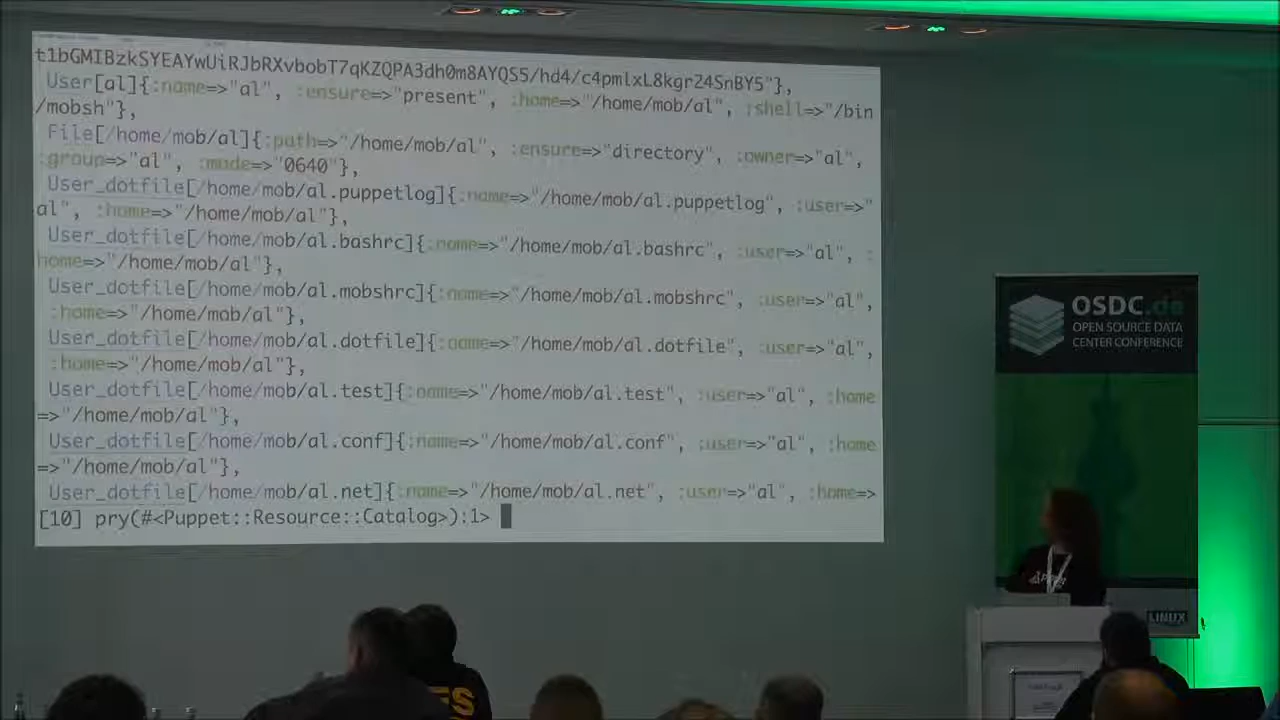 t1bGMIBzkSYEAYwUiRJbRXvbobT7qKZQPA3dh0m8AYQS5/hd4/c4pmlxL8kgr24SnBY5"},
User[al]{:name=>"al", :ensure=>"present", :home=>"/home/mob/al", :shell=>"/bin
/mobsh"},
File[/home/mob/al]{:path=>"/home/mob/al", :ensure=>"directory", :owner=>"al",
:group=>"al", :mode=>"0640"},
User_dotfile[/home/mob/al.puppetlog]{:name=>"/home/mob/al.puppetlog", :user=>"
al", :home=>"/home/mob/al"},
User_dotfile[/home/mob/al.bashrc]{:name=>"/home/mob/al.bashrc", :user=>"al", :
home=>"/home/mob/al"},
User_dotfile[/home/mob/al.mobshrc]{:name=>"/home/mob/al.mobshrc", :user=>"al",
:home=>"/home/mob/al"},
User_dotfile[/home/mob/al.dotfile]{:name=>"/home/mob/al.dotfile", :user=>"al",
:home=>"/home/mob/al"},
User_dotfile[/home/mob/al.test]{:name=>"/home/mob/al.test", :user=>"al", :home
=>"/home/mob/al"},
User_dotfile[/home/mob/al.conf]{:name=>"/home/mob/al.conf", :user=>"al", :home
=>"/home/mob/al"},
User_dotfile[/home/mob/al.net]{:name=>"/home/mob/al.net", :user=>"al", :home=>
[10] pry(#<Puppet::Resource::Catalog>):1>
OSDC.de
OPEN SOURCE DATA
CENTER CONFERENCE
LINUX